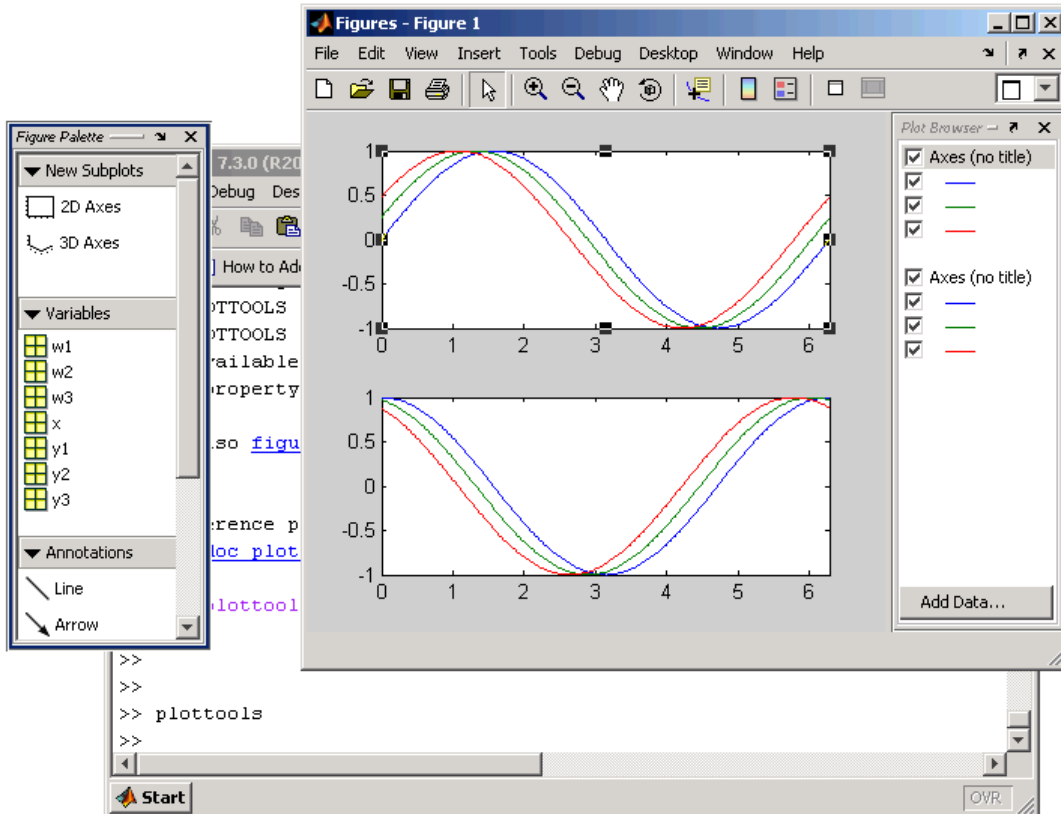 Figures - Figure 1
File Edit View Insert Tools Debug Desktop Window Help
Figure Palette
New Subplots
2D Axes
3D Axes
Variables
w1
w2
w3
x
y1
y2
y3
Annotations
Line
Arrow
7.3.0 (R20
Debug Des
How to Ad
OTTOOLS
OTTOOLS
vailable
property
lso figu
erence p
doc plot
plottool
>>
>>
>> plottools
>>
Start
OVR
1
0.5
0
-0.5
-1
0 1 2 3 4 5 6
1
0.5
0
-0.5
-1
0 1 2 3 4 5 6
Plot Browser
Axes (no title)
Axes (no title)
Add Data...